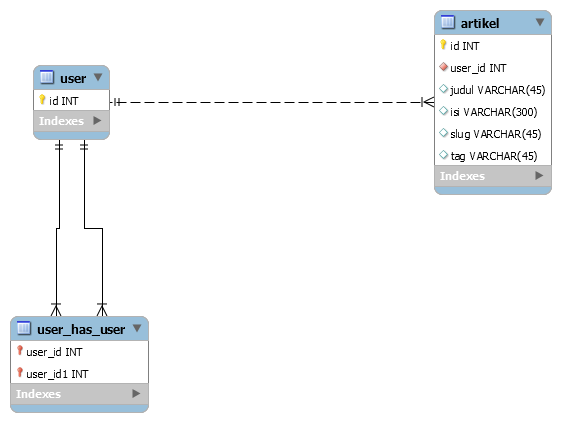 user
id INT
Indexes
artikel
id INT
user_id INT
judul VARCHAR(45)
isi VARCHAR(300)
slug VARCHAR(45)
tag VARCHAR(45)
Indexes
user_has_user
user_id INT
user_id1 INT
Indexes